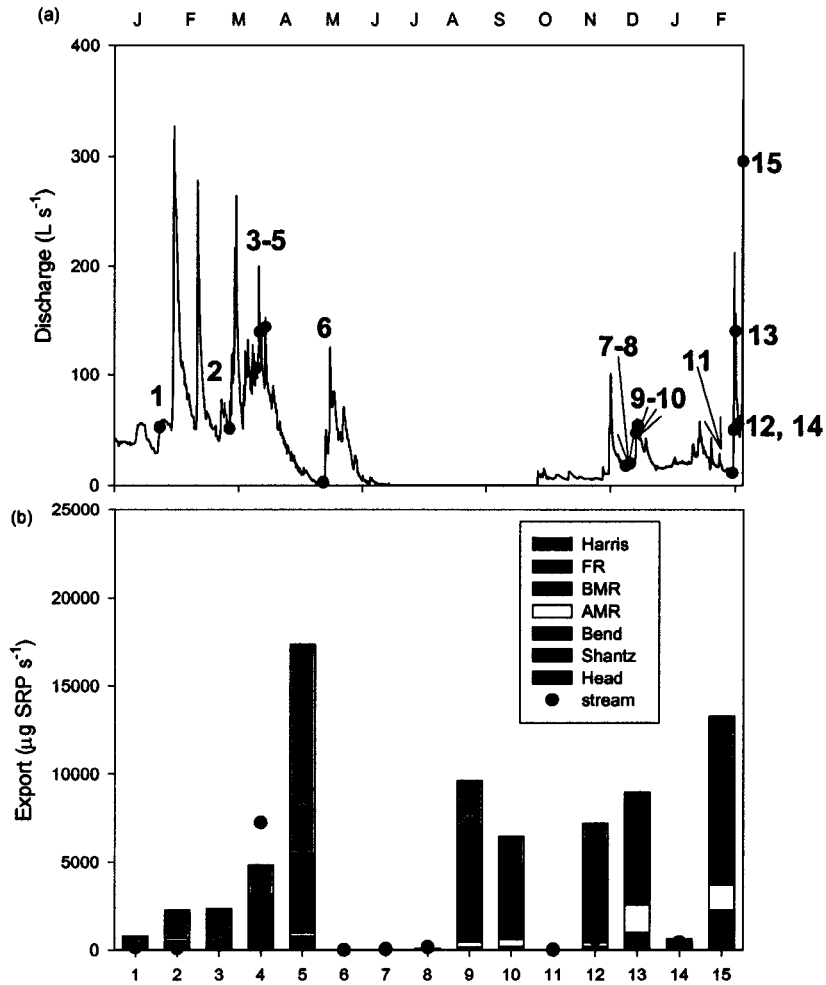 J F M A M J J A S O N D J F
(a)
400
300
200
100
0
Discharge (L s⁻¹)
1
2
3-5
6
7-8
9-10
11
12, 14
13
15
(b)
25000
20000
15000
10000
5000
0
Export (µg SRP s⁻¹)
Harris
FR
BMR
AMR
Bend
Shantz
Head
stream
1 2 3 4 5 6 7 8 9 10 11 12 13 14 15